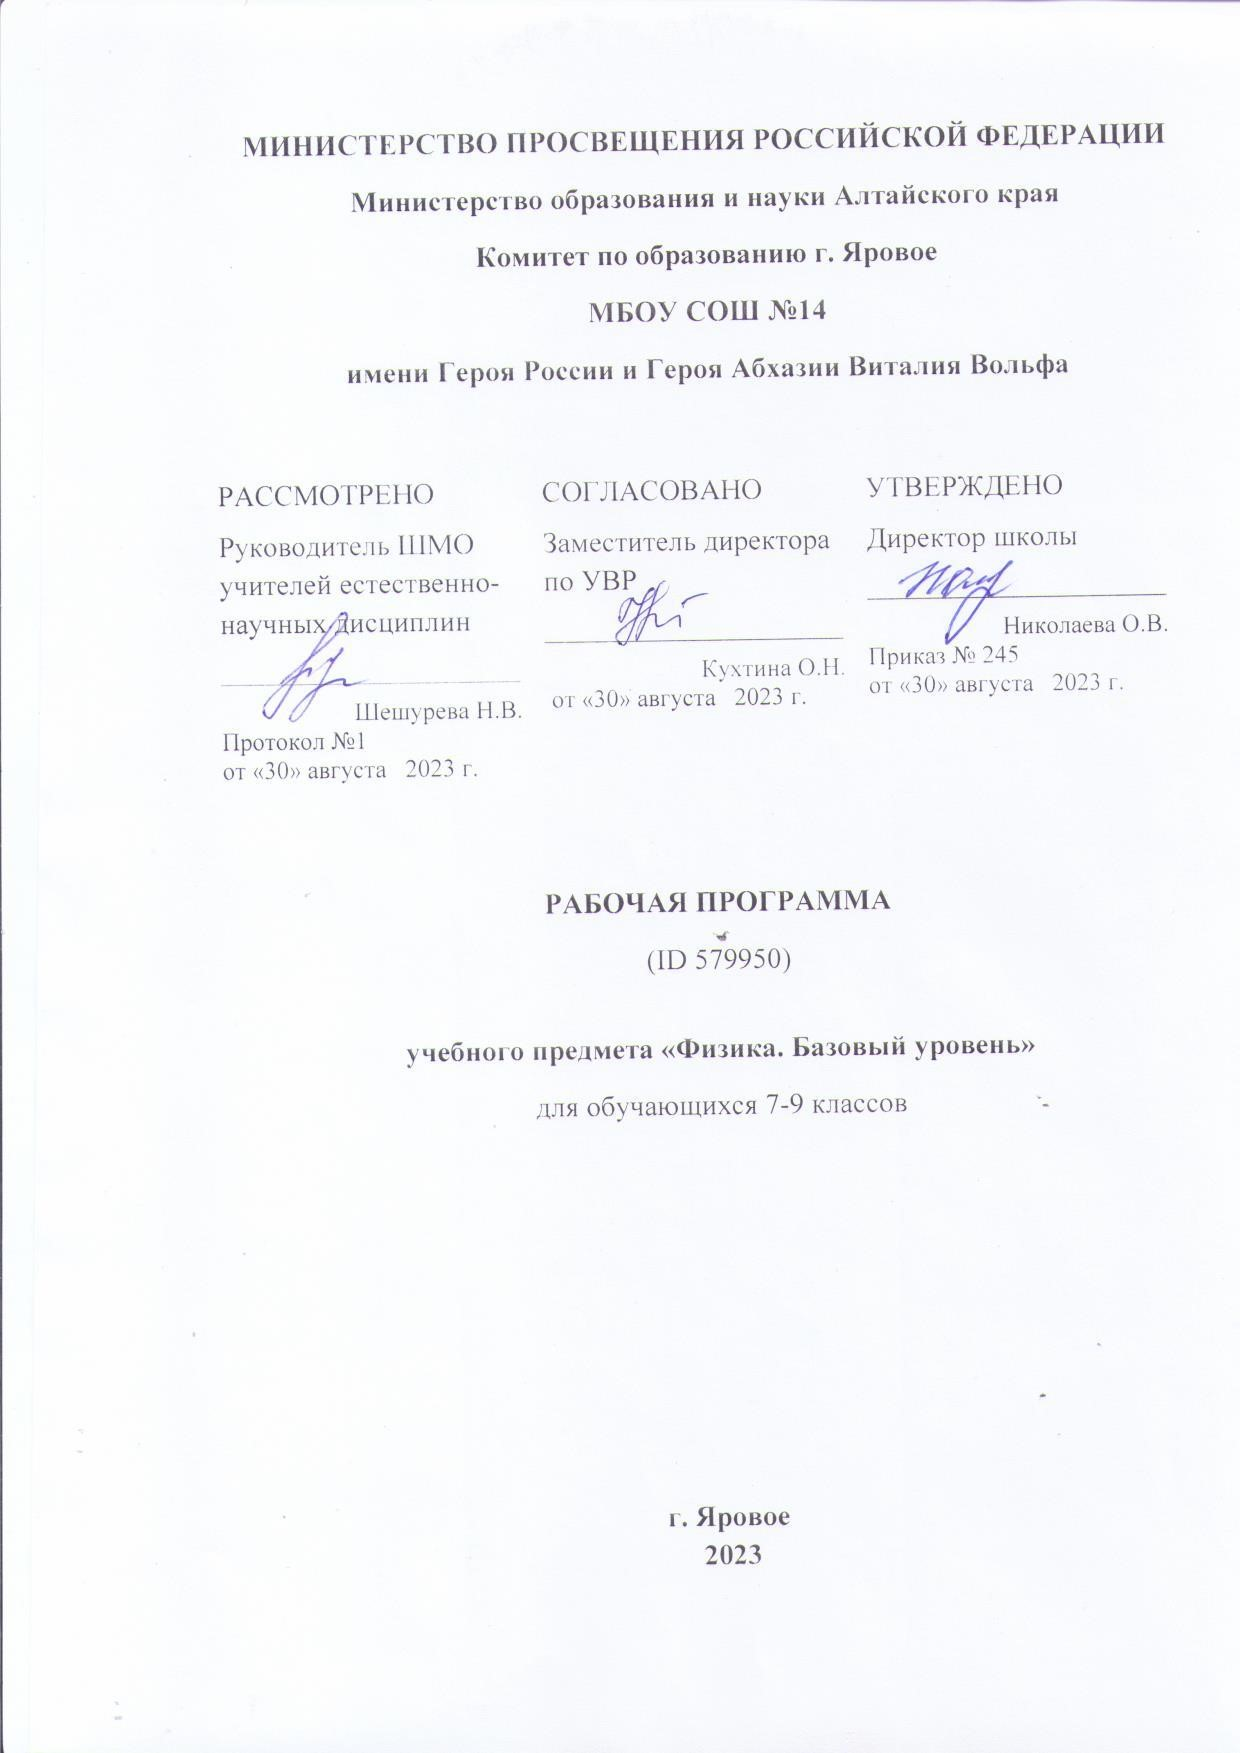 МИНИСТЕРСТВО ПРОСВЕЩЕНИЯ РОССИЙСКОЙ ФЕДЕРАЦИИ
Министерство образования и науки Алтайского края
Комитет по образованию г. Яровое
МБОУ СОШ №14
имени Героя России и Героя Абхазии Виталия Вольфа
РАССМОТРЕНО
Руководитель ШМО
учителей естественно-
научных дисциплин
Шешурева Н.В.
Протокол №1
от «30» августа 2023 г.
СОГЛАСОВАНО
Заместитель директора
по УВР
Кухтина О.Н.
от «30» августа 2023 г.
УТВЕРЖДЕНО
Директор школы
Николаева О.В.
Приказ № 245
от «30» августа 2023 г.
РАБОЧАЯ ПРОГРАММА
(ID 579950)
учебного предмета «Физика. Базовый уровень»
для обучающихся 7-9 классов
г. Яровое
2023